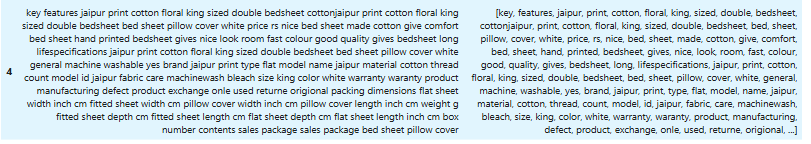 key features jaipur print cotton floral king sized double bedsheet cottonjaipur print cotton floral king
sized double bedsheet bed sheet pillow cover white price rs nice bed sheet made cotton give comfort
bed sheet hand printed bedsheet gives nice look room fast colour good quality gives bedsheet long
lifespecifications jaipur print cotton floral king sized double bedsheet bed sheet pillow cover white
general machine washable yes brand jaipur print type flat model name jaipur material cotton thread
4
count model id jaipur fabric care machinewash bleach size king color white warranty waranty product
manufacturing defect product exchange onle used returne origional packing dimensions flat sheet
width inch cm fitted sheet width cm pillow cover width inch cm pillow cover length inch cm weight g
fitted sheet depth cm fitted sheet length cm flat sheet depth cm flat sheet length inch cm box
number contents sales package sales package bed sheet pillow cover
[key, features, jaipur, print, cotton, floral, king, sized, double, bedsheet,
cottonjaipur, print, cotton, floral, king, sized, double, bedsheet, bed, sheet,
pillow, cover, white, price, rs, nice, bed, sheet, made, cotton, give, comfort,
bed, sheet, hand, printed, bedsheet, gives, nice, look, room, fast, colour,
good, quality, gives, bedsheet, long, lifespecifications, jaipur, print, cotton,
floral, king, sized, double, bedsheet, bed, sheet, pillow, cover, white, general,
machine, washable, yes, brand, jaipur, print, type, flat, model, name, jaipur,
material, cotton, thread, count, model, id, jaipur, fabric, care, machinewash,
bleach, size, king, color, white, warranty, waranty, product, manufacturing,
defect, product, exchange, onle, used, returne, origional, ...]